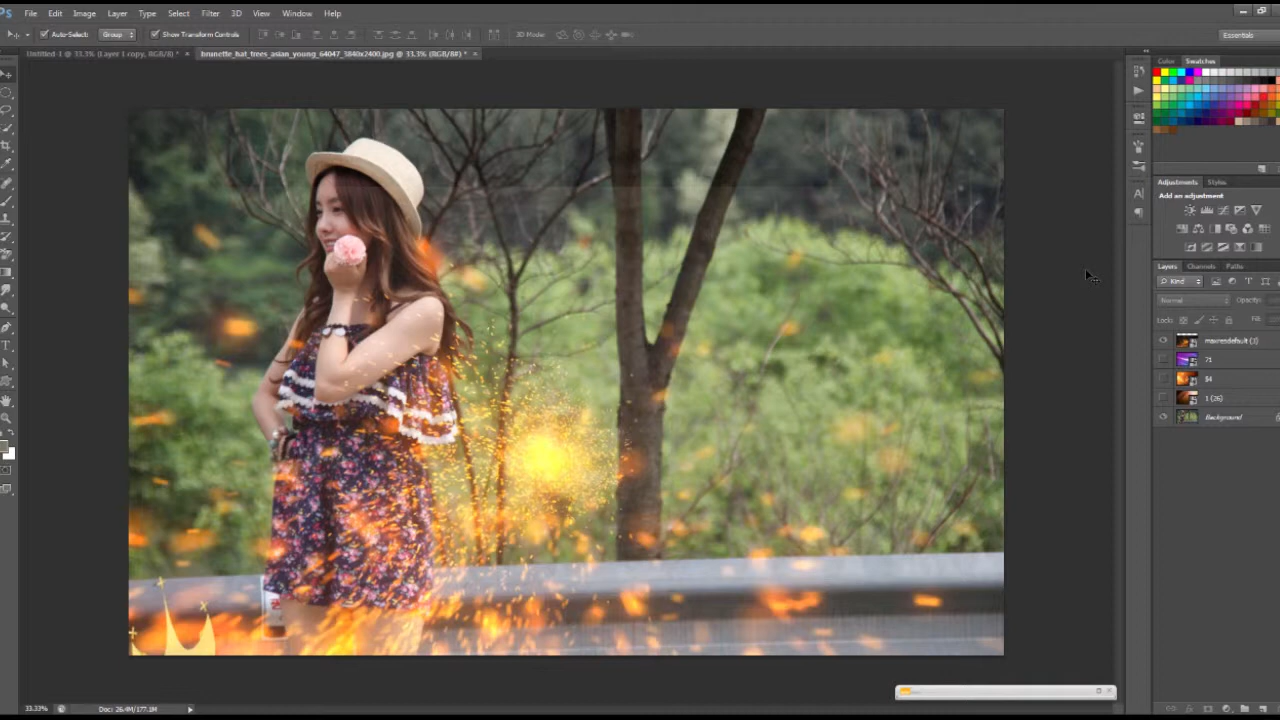 Ps File Edit Image Layer Type Select Filter 3D View Window Help
Auto-Select: Group Show Transform Controls 3D Mode: Essentials
Untitled-1 @ 33.3% (Layer 1 copy, RGB/8) * × brunette_hat_trees_asian_young_64047_3840x2400.jpg @ 33.3% (RGB/8#) * ×
Color Swatches
Adjustments Styles
Add an adjustment
Layers Channels Paths
Kind
Normal Opacity:
Lock: Fill:
maxresdefault (2)
71
54
1 (26)
Background
33.33% Doc: 26.4M/177.1M